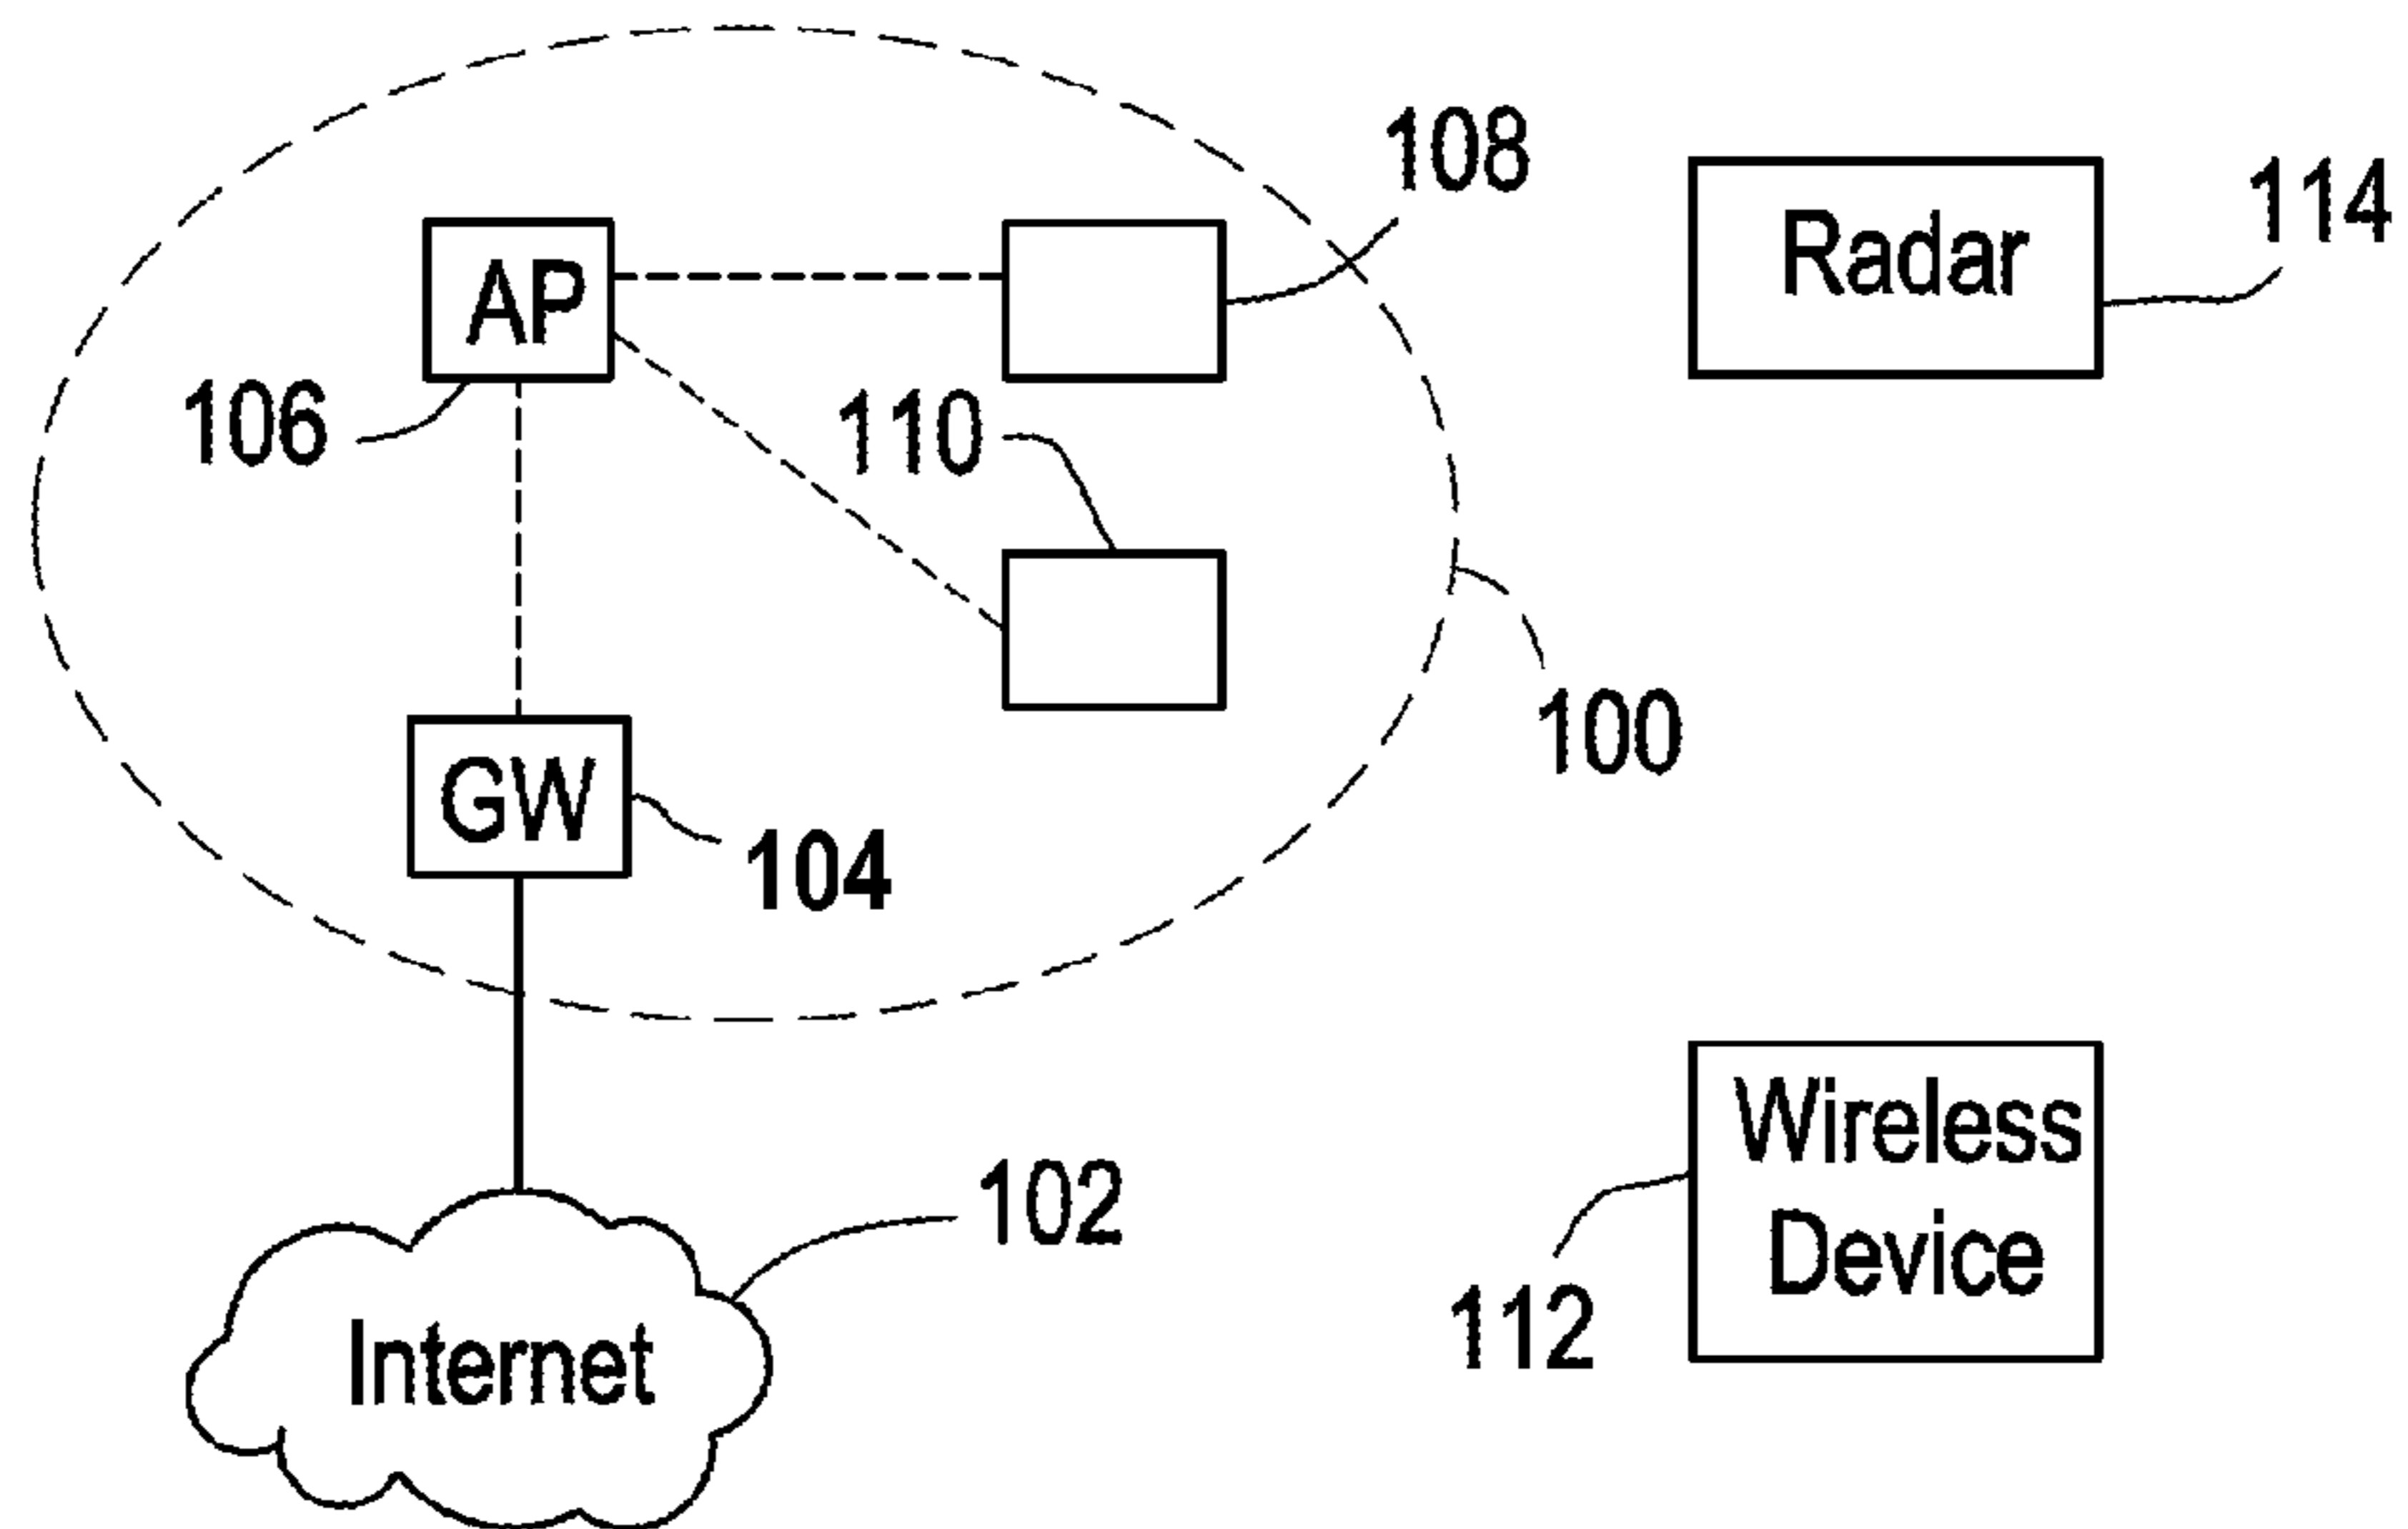 108
Radar
114
AP
106
110
100
GW
104
102
Wireless
Device
112
Internet